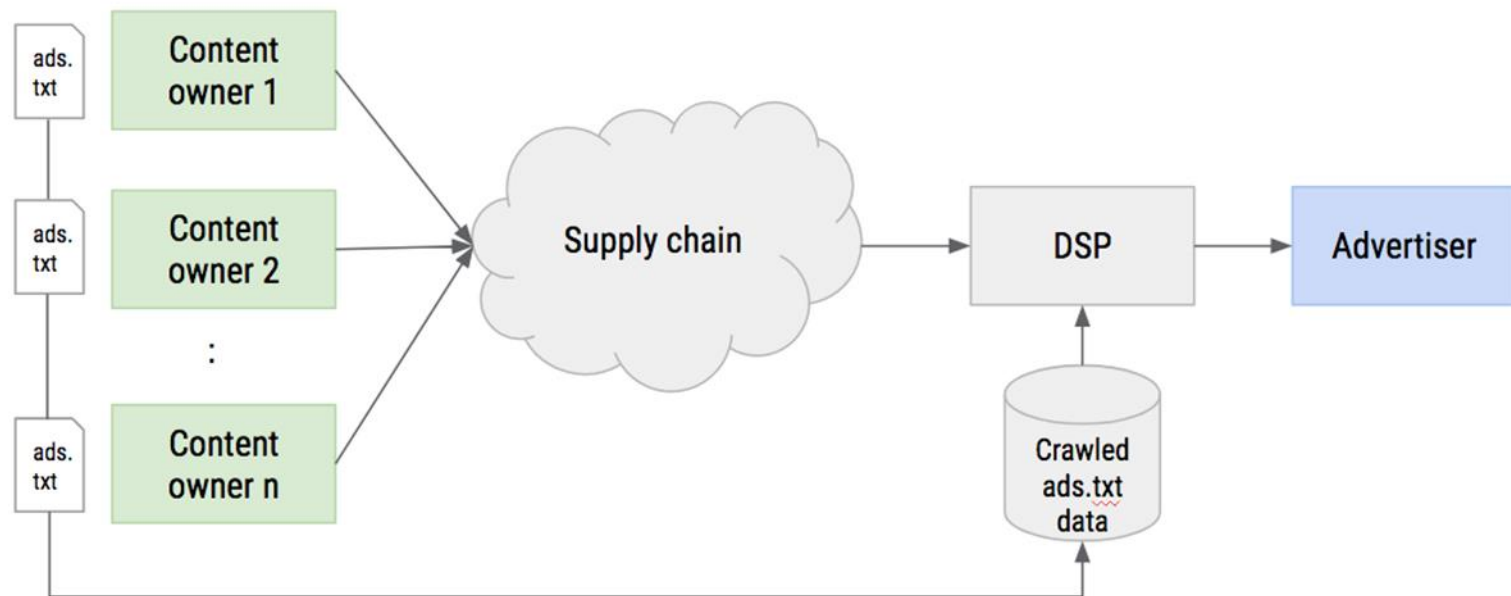 ads.
txt
Content
owner 1
ads.
txt
Content
owner 2
:
ads.
txt
Content
owner n
Supply chain
DSP
Advertiser
Crawled
ads.txt
data